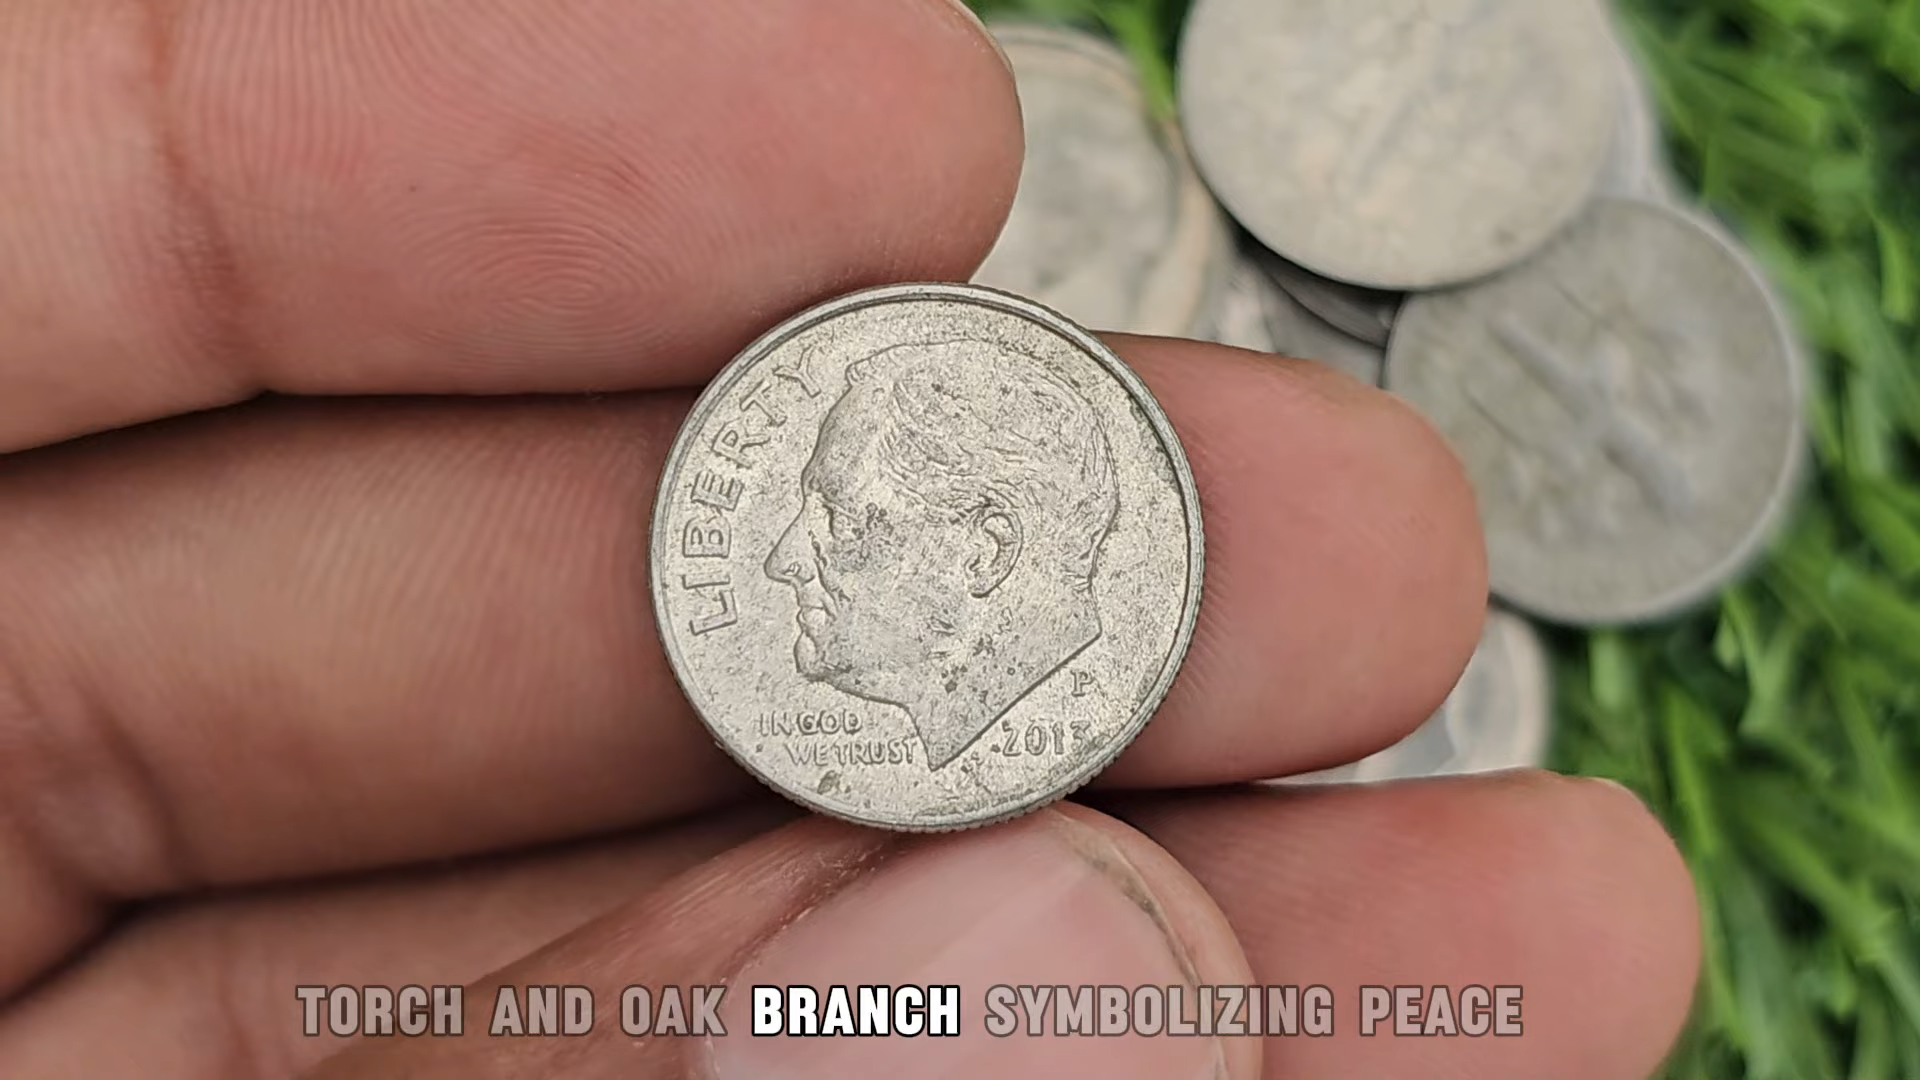 LIBERTY
IN GOD
WE TRUST
P
2013
TORCH AND OAK BRANCH SYMBOLIZING PEACE